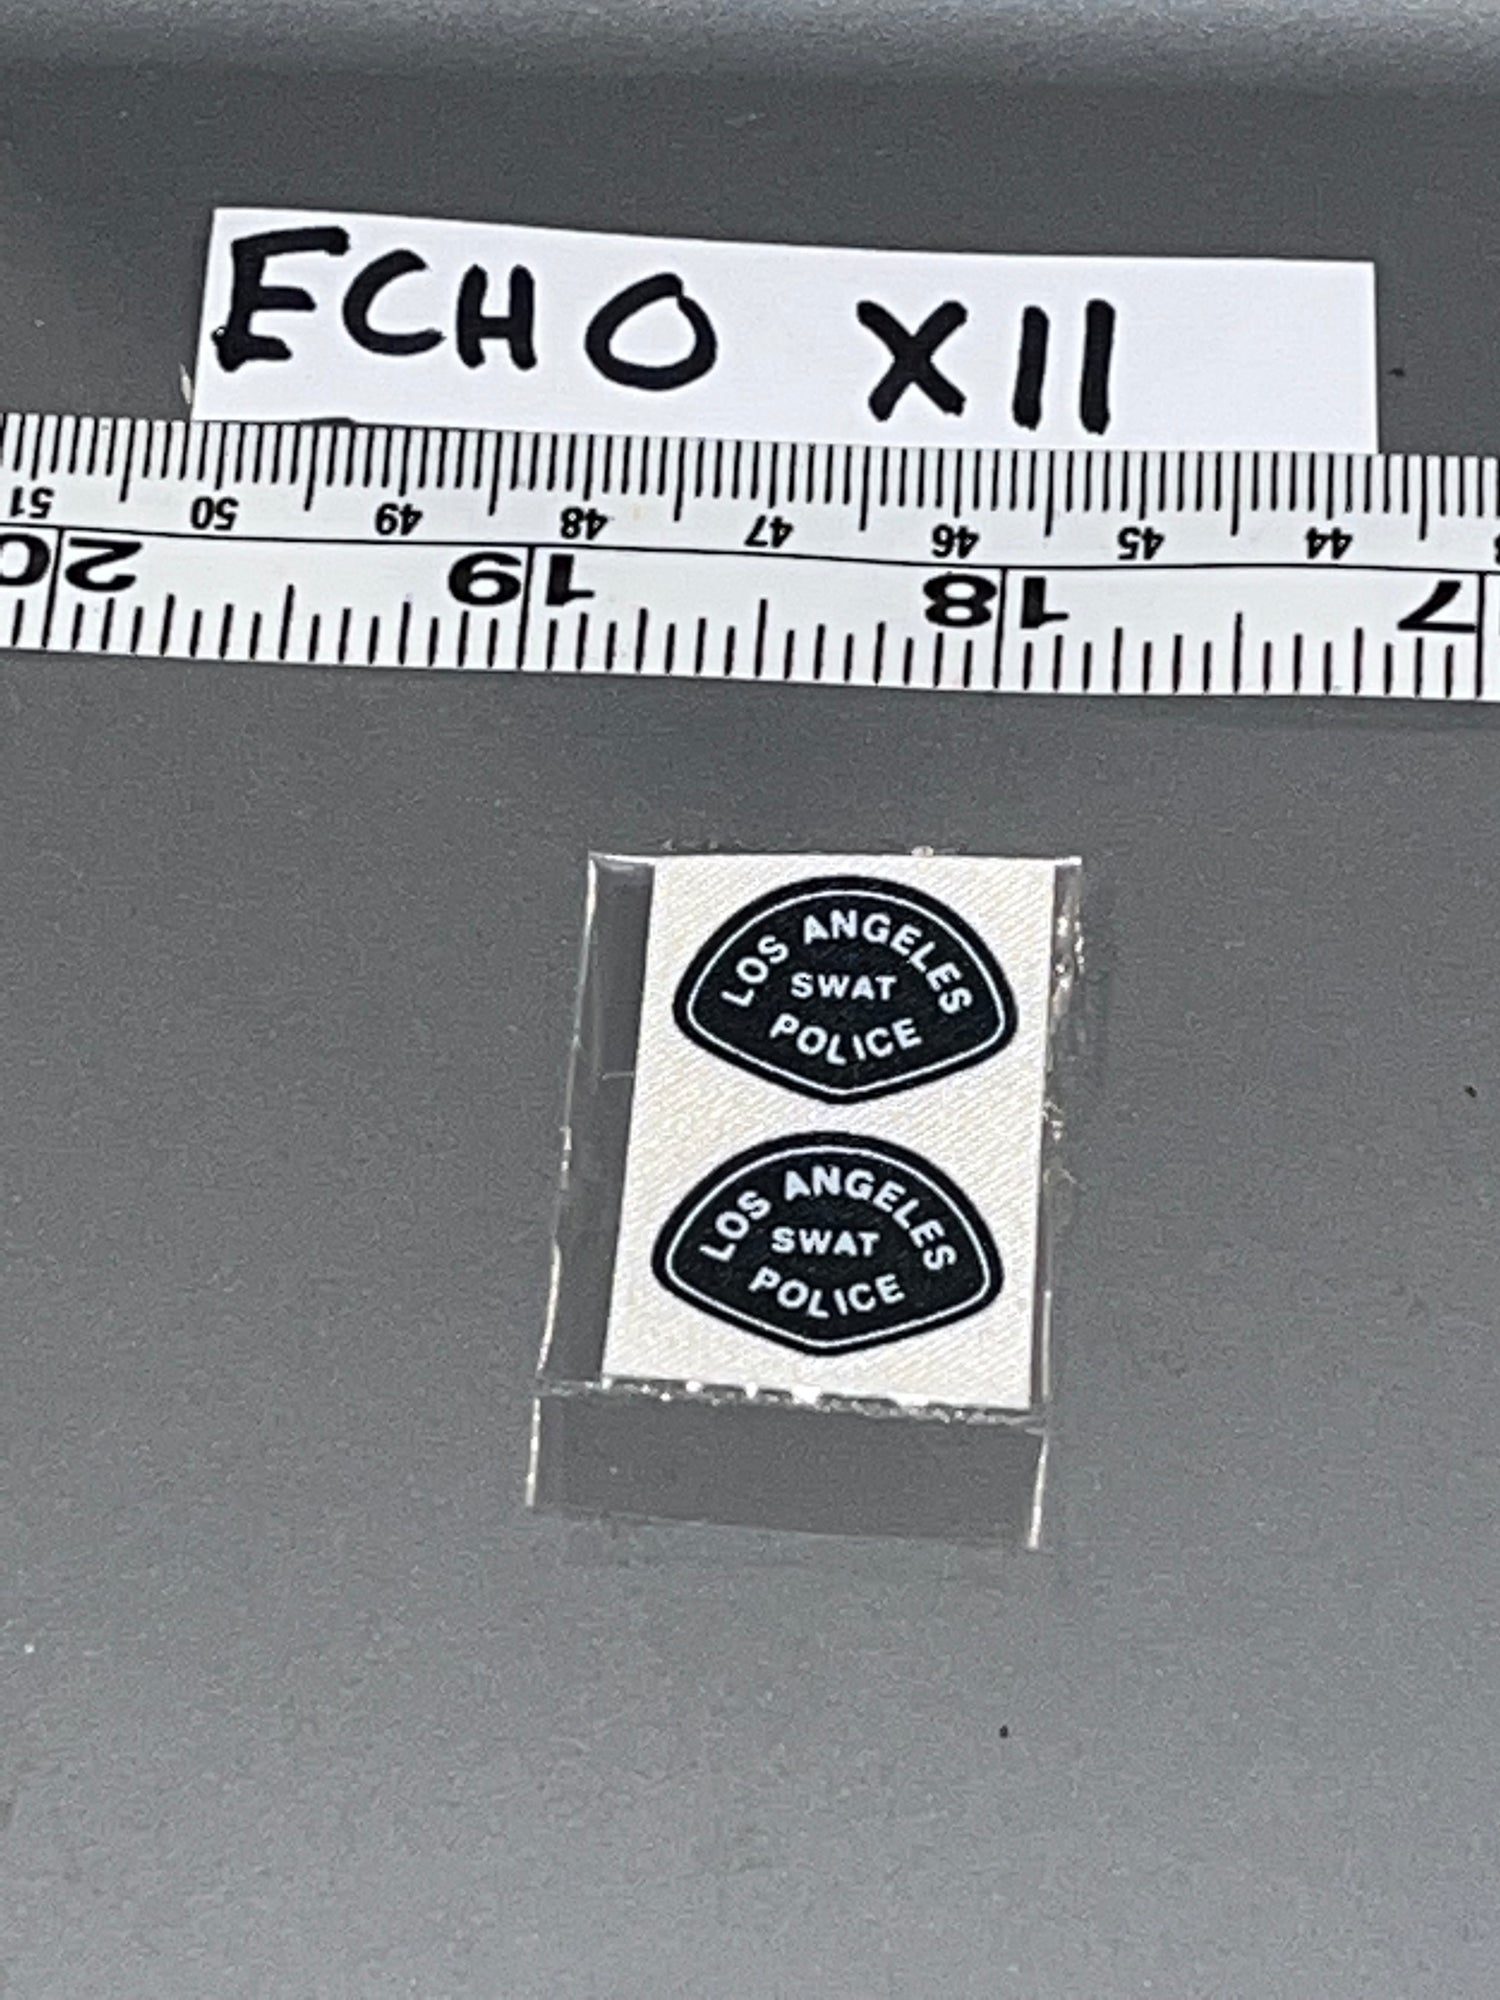 ECHO XII
51 50 49 48 47 46 45 44
20 19 18 17
LOS ANGELES
SWAT
POLICE
LOS ANGELES
SWAT
POLICE